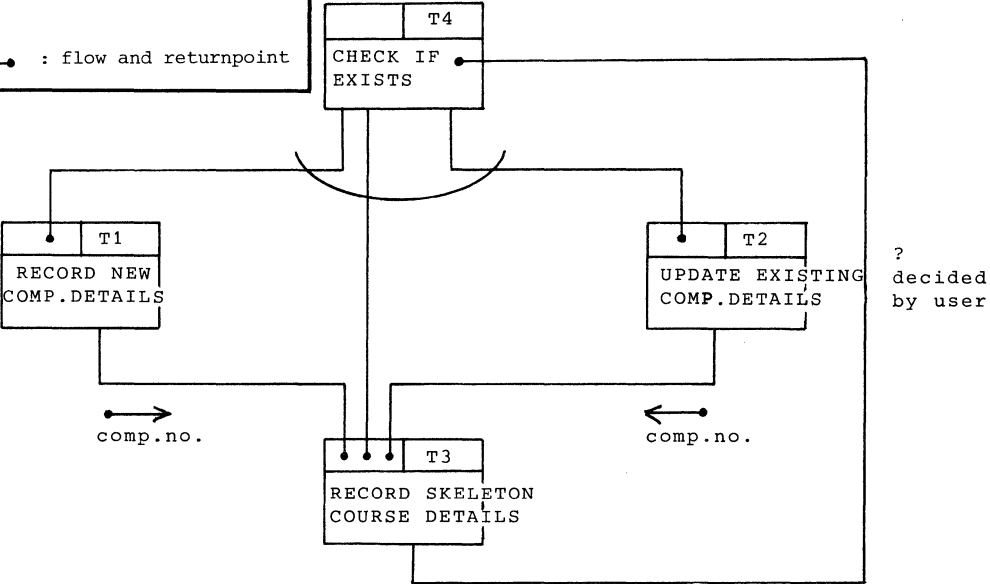 : flow and returnpoint
T4
CHECK IF
EXISTS
T1
RECORD NEW
COMP.DETAILS
T2
UPDATE EXISTING
COMP.DETAILS
?
decided
by user
comp.no.
comp.no.
T3
RECORD SKELETON
COURSE DETAILS